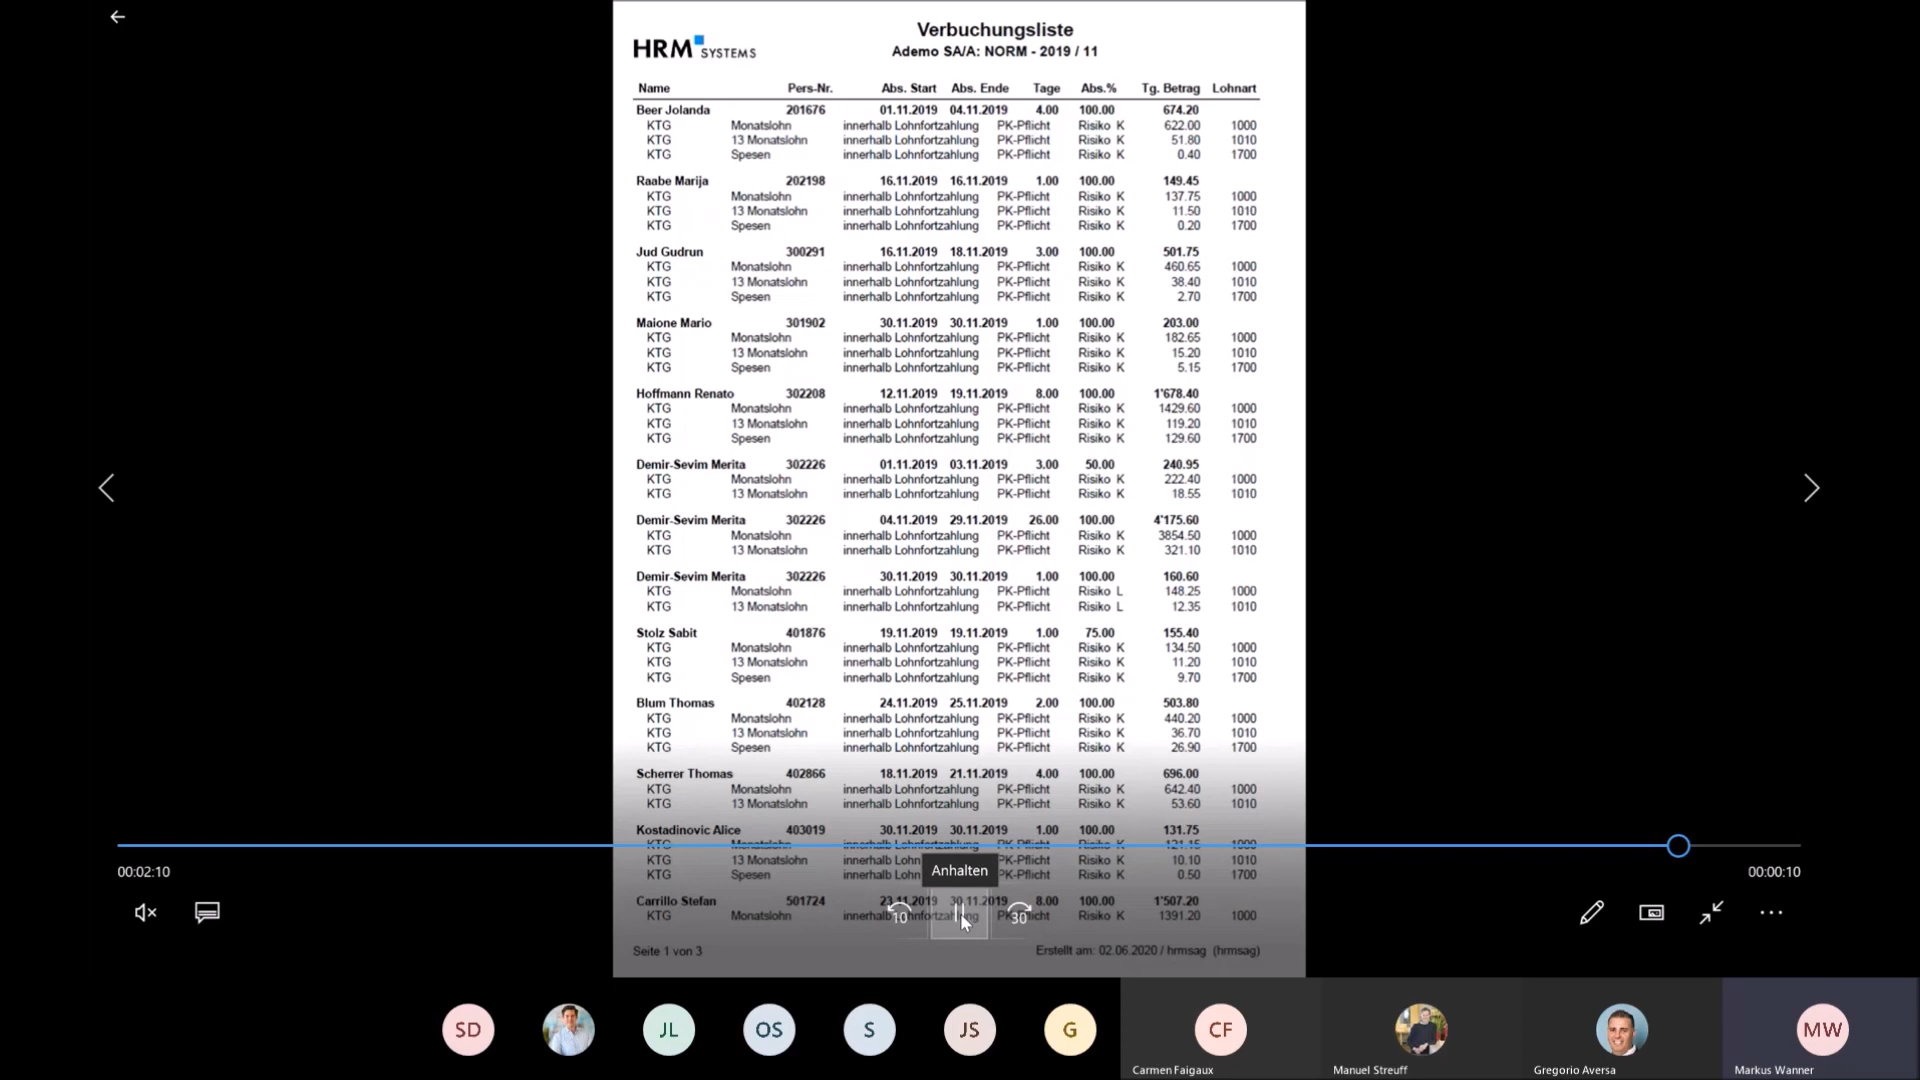 Verbuchungsliste
HRM SYSTEMS
Ademo SA/A: NORM - 2019 / 11
Name Pers-Nr. Abs. Start Abs. Ende Tage Abs.% Tg. Betrag Lohnart
Beer Jolanda 201676 01.11.2019 04.11.2019 4.00 100.00 674.20
KTG Monatslohn innerhalb Lohnfortzahlung PK-Pflicht Risiko K 622.00 1000
KTG 13 Monatslohn innerhalb Lohnfortzahlung PK-Pflicht Risiko K 51.80 1010
KTG Spesen innerhalb Lohnfortzahlung PK-Pflicht Risiko K 0.40 1700
Raabe Marija 202198 16.11.2019 16.11.2019 1.00 100.00 149.45
KTG Monatslohn innerhalb Lohnfortzahlung PK-Pflicht Risiko K 137.75 1000
KTG 13 Monatslohn innerhalb Lohnfortzahlung PK-Pflicht Risiko K 11.50 1010
KTG Spesen innerhalb Lohnfortzahlung PK-Pflicht Risiko K 0.20 1700
Jud Gudrun 300291 16.11.2019 18.11.2019 3.00 100.00 501.75
KTG Monatslohn innerhalb Lohnfortzahlung PK-Pflicht Risiko K 460.65 1000
KTG 13 Monatslohn innerhalb Lohnfortzahlung PK-Pflicht Risiko K 38.40 1010
KTG Spesen innerhalb Lohnfortzahlung PK-Pflicht Risiko K 2.70 1700
Maione Mario 301902 30.11.2019 30.11.2019 1.00 100.00 203.00
KTG Monatslohn innerhalb Lohnfortzahlung PK-Pflicht Risiko K 182.65 1000
KTG 13 Monatslohn innerhalb Lohnfortzahlung PK-Pflicht Risiko K 15.20 1010
KTG Spesen innerhalb Lohnfortzahlung PK-Pflicht Risiko K 5.15 1700
Hoffmann Renato 302208 12.11.2019 19.11.2019 8.00 100.00 1'678.40
KTG Monatslohn innerhalb Lohnfortzahlung PK-Pflicht Risiko K 1429.60 1000
KTG 13 Monatslohn innerhalb Lohnfortzahlung PK-Pflicht Risiko K 119.20 1010
KTG Spesen innerhalb Lohnfortzahlung PK-Pflicht Risiko K 129.60 1700
Demir-Sevim Merita 302226 01.11.2019 03.11.2019 3.00 50.00 240.95
KTG Monatslohn innerhalb Lohnfortzahlung PK-Pflicht Risiko K 222.40 1000
KTG 13 Monatslohn innerhalb Lohnfortzahlung PK-Pflicht Risiko K 18.55 1010
Demir-Sevim Merita 302226 04.11.2019 29.11.2019 26.00 100.00 4'175.60
KTG Monatslohn innerhalb Lohnfortzahlung PK-Pflicht Risiko K 3854.50 1000
KTG 13 Monatslohn innerhalb Lohnfortzahlung PK-Pflicht Risiko K 321.10 1010
Demir-Sevim Merita 302226 30.11.2019 30.11.2019 1.00 100.00 160.60
KTG Monatslohn innerhalb Lohnfortzahlung PK-Pflicht Risiko L 148.25 1000
KTG 13 Monatslohn innerhalb Lohnfortzahlung PK-Pflicht Risiko L 12.35 1010
Stolz Sabit 401876 19.11.2019 19.11.2019 1.00 75.00 155.40
KTG Monatslohn innerhalb Lohnfortzahlung PK-Pflicht Risiko K 134.50 1000
KTG 13 Monatslohn innerhalb Lohnfortzahlung PK-Pflicht Risiko K 11.20 1010
KTG Spesen innerhalb Lohnfortzahlung PK-Pflicht Risiko K 9.70 1700
Blum Thomas 402128 24.11.2019 25.11.2019 2.00 100.00 503.80
KTG Monatslohn innerhalb Lohnfortzahlung PK-Pflicht Risiko K 440.20 1000
KTG 13 Monatslohn innerhalb Lohnfortzahlung PK-Pflicht Risiko K 36.70 1010
KTG Spesen innerhalb Lohnfortzahlung PK-Pflicht Risiko K 26.90 1700
Scherrer Thomas 402866 18.11.2019 21.11.2019 4.00 100.00 696.00
KTG Monatslohn innerhalb Lohnfortzahlung PK-Pflicht Risiko K 642.40 1000
KTG 13 Monatslohn innerhalb Lohnfortzahlung PK-Pflicht Risiko K 53.60 1010
Kostadinovic Alice 403019 30.11.2019 30.11.2019 1.00 100.00 131.75
00:02:10
KTG 13 Monatslohn innerhalb PK-Pflicht Risiko K 10.10 1010
Anhalten
KTG Spesen innerhalb PK-Pflicht Risiko K 0.50 1700
00:00:10
Carrillo Stefan 501724 23.11.2019 30.11.2019 8.00 100.00 1'507.20
KTG Monatslohn PK-Pflicht Risiko K 1391.20 1000
10
30
Seite 1 von 3 Erstellt am: 02.06.2020 / hrmsag (hrmsag)
SD JL OS S JS G CF MW
Carmen Faigaux Manuel Streuff Gregorio Aversa Markus Wanner